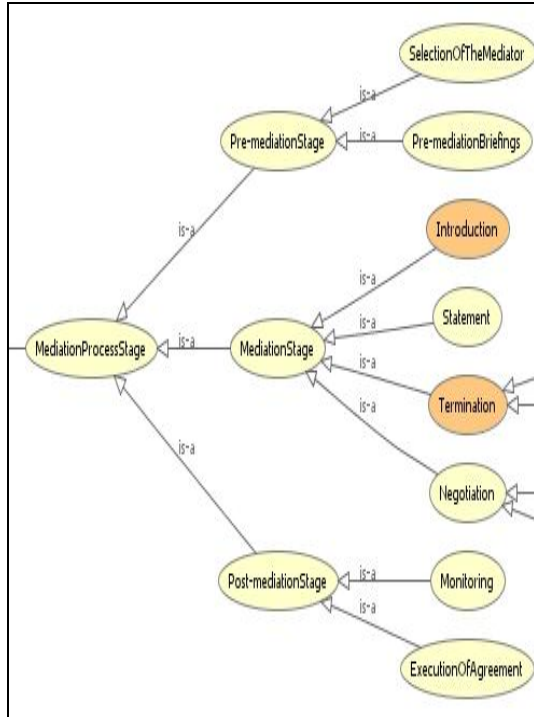 SelectionOfTheMediator
is-a
Pre-mediationStage
is-a
Pre-mediationBriefings
is-a
Introduction
is-a
is-a
Statement
MediationProcessStage
is-a
MediationStage
is-a
Termination
is-a
is-a
Negotiation
Post-mediationStage
is-a
Monitoring
is-a
ExecutionOfAgreement